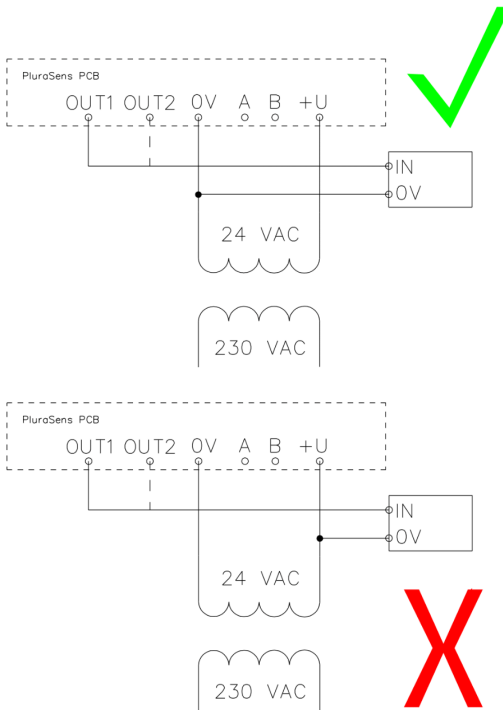 PluraSens PCB
OUT1 OUT2 0V A B +U
IN
0V
24 VAC
230 VAC
PluraSens PCB
OUT1 OUT2 0V A B +U
IN
0V
24 VAC
230 VAC